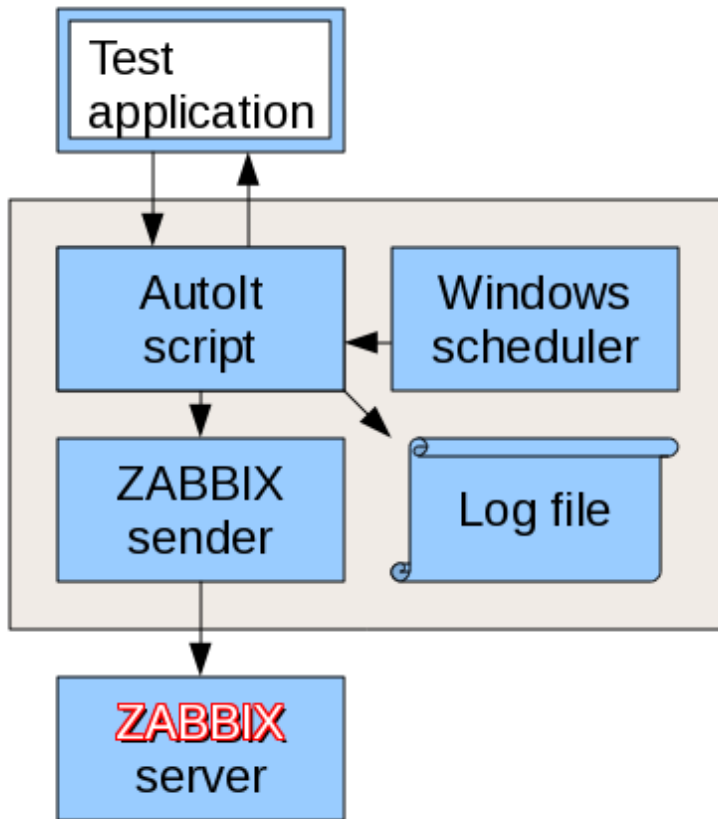 Test
application
AutoIt
script
Windows
scheduler
ZABBIX
sender
Log file
ZABBIX
server